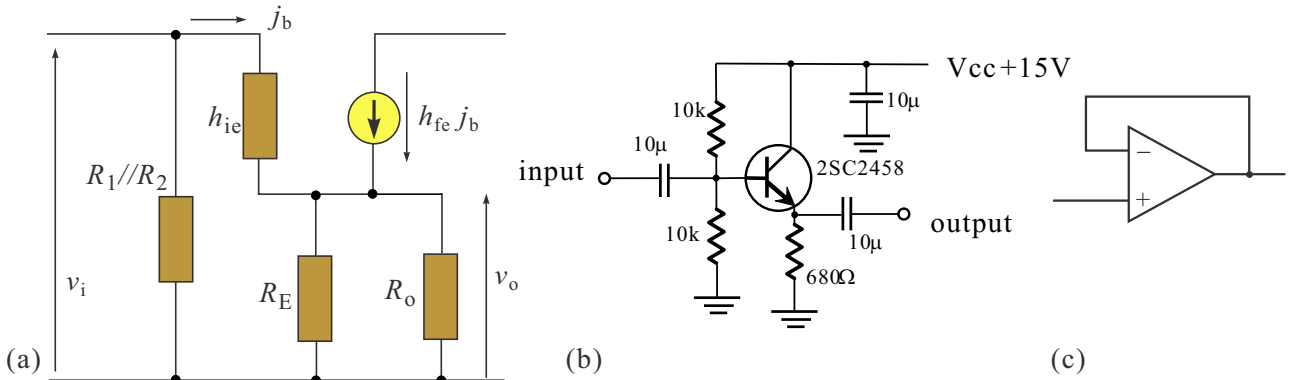 j_b
h_ie
h_fe j_b
R_1//R_2
v_i
R_E
R_o
v_o
(a)
Vcc+15V
10k
10μ
10μ
2SC2458
input
10k
output
10μ
680Ω
(b)
−
+
(c)